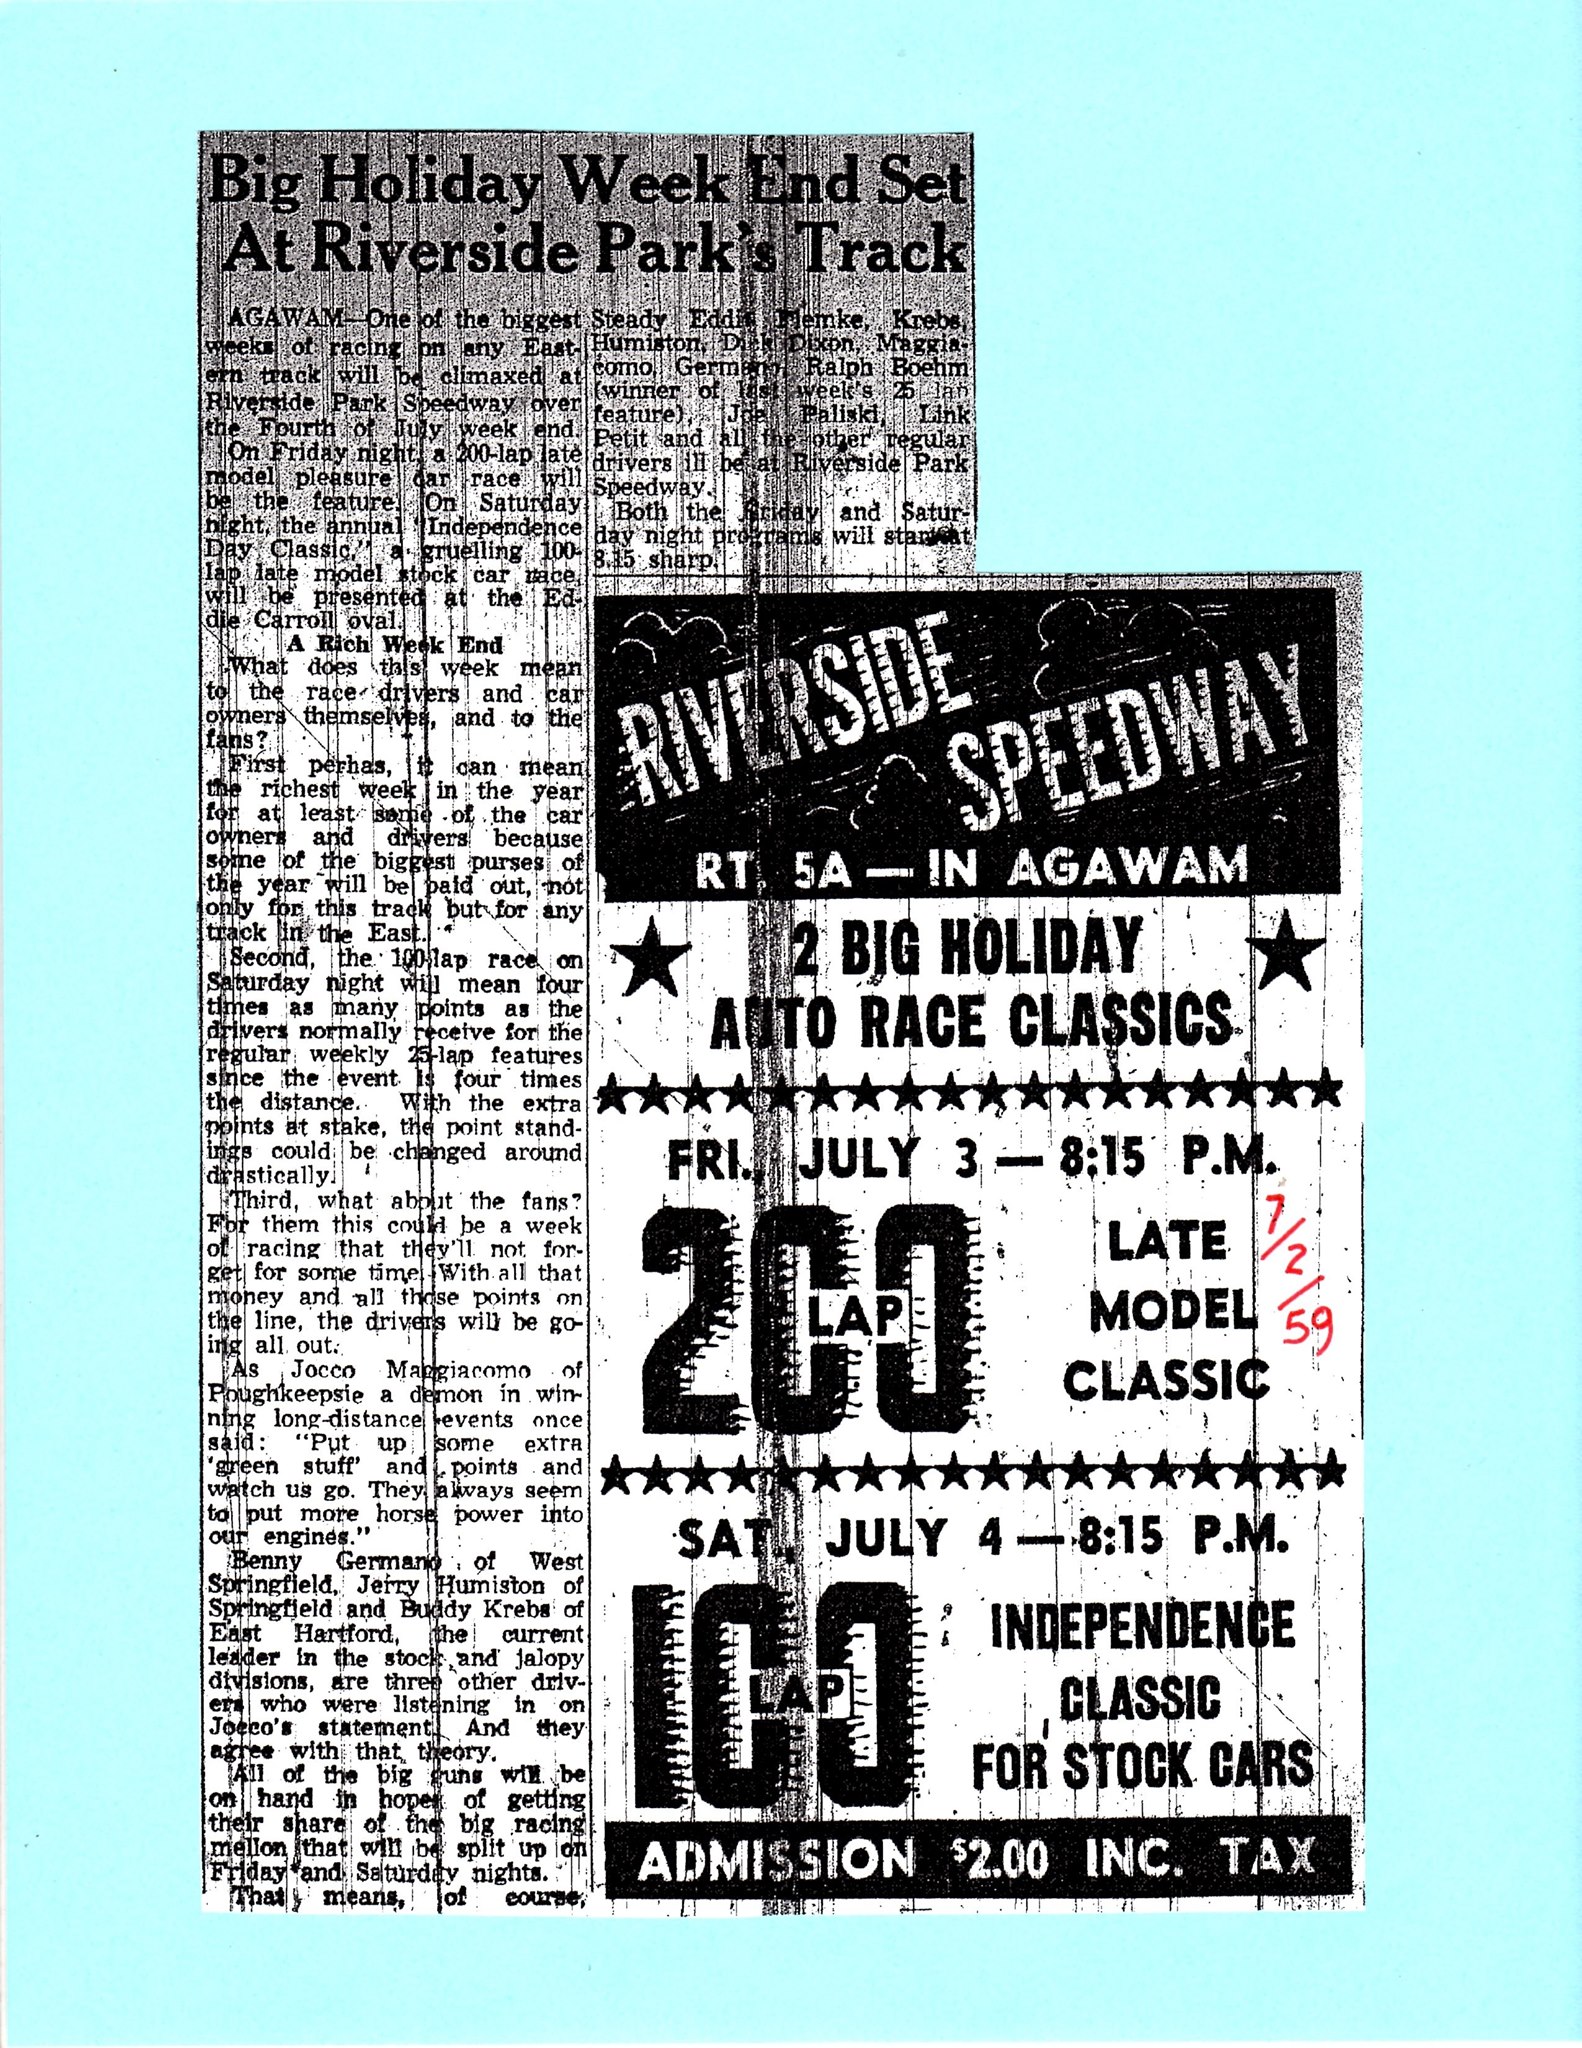 Big Holiday Week End Set
At Riverside Park's Track
AGAWAM—One of the biggest
weeks of racing on any East-
ern track will be climaxed at
Riverside Park Speedway over
the Fourth of July week end.
On Friday night, a 200-lap late
model pleasure car race will
be the feature. On Saturday
night, the annual "Independence
Day Classic," a gruelling 100-
lap late model stock car race,
will be presented at the Ed-
die Carroll oval.
A Rich Week End
What does this week mean
to the race drivers and car
owners themselves, and to the
fans?
First perhas, it can mean
the richest week in the year
for at least some of the car
owners and drivers because
some of the biggest purses of
the year will be paid out, not
only for this track but for any
track in the East.
Second, the 100-lap race on
Saturday night will mean four
times as many points as the
drivers normally receive for the
regular weekly 25-lap features
since the event is four times
the distance. With the extra
points at stake, the point stand-
ings could be changed around
drastically.
Third, what about the fans?
For them this could be a week
of racing that they'll not for-
get for some time. With all that
money and all those points on
the line, the drivers will be go-
ing all out.
As Jocco Maggiacomo of
Poughkeepsie a demon in win-
ning long-distance events once
said: "Put up some extra
'green stuff' and points and
watch us go. They always seem
to put more horse power into
our engines."
Benny Germano of West
Springfield, Jerry Humiston of
Springfield and Buddy Krebs of
East Hartford, the current
leader in the stock and jalopy
divisions, are three other driv-
ers who were listening in on
Jocco's statement. And they
agree with that theory.
All of the big guns will be
on hand in hopes of getting
their share of the big racing
mellon that will be split up on
Friday and Saturday nights.
That means, of course,
Steady Eddie Flemke, Krebs,
Humiston, Dick Dixon, Maggia-
como, Germano, Ralph Boehm
(winner of last week's 25 lap
feature), Joe Paliski, Link
Petit and all the other regular
drivers ill be at Riverside Park
Speedway.
Both the Friday and Satur-
day night programs will start at
8.15 sharp.
RIVERSIDE
SPEEDWAY
RT. 5A — IN AGAWAM
2 BIG HOLIDAY
AUTO RACE CLASSICS
FRI., JULY 3 — 8:15 P.M.
200
LAP
LATE
MODEL
CLASSIC
7/2/59
SAT., JULY 4 — 8:15 P.M.
100
LAP
INDEPENDENCE
CLASSIC
FOR STOCK CARS
ADMISSION $2.00 INC. TAX